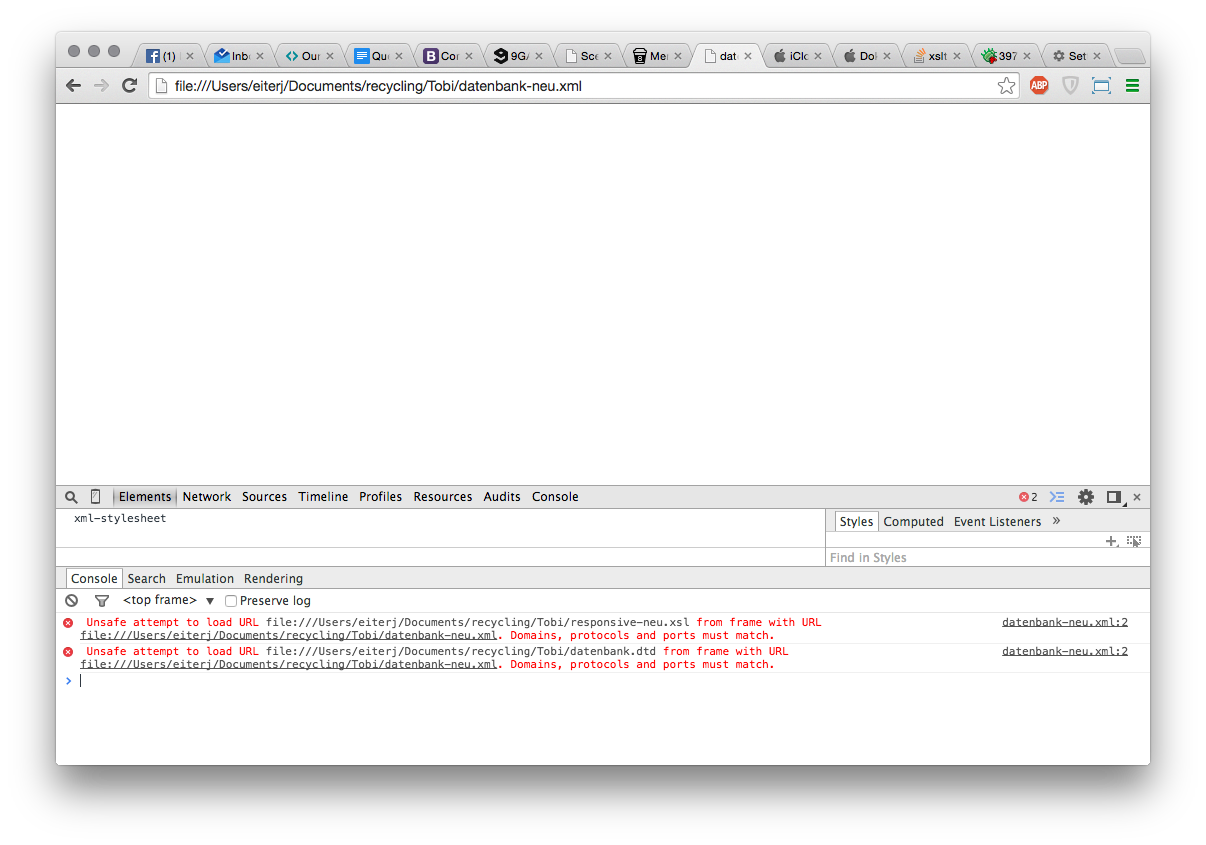 (1) Inb Our Que Cor 9GA Sce Mer dat iClo Doi xslt 397 Set
file:///Users/eiterj/Documents/recycling/Tobi/datenbank-neu.xml ABP
Elements Network Sources Timeline Profiles Resources Audits Console 2
xml-stylesheet
Styles Computed Event Listeners »
Find in Styles
Console Search Emulation Rendering
<top frame> ▼ Preserve log
Unsafe attempt to load URL file:///Users/eiterj/Documents/recycling/Tobi/responsive-neu.xsl from frame with URL datenbank-neu.xml:2
file:///Users/eiterj/Documents/recycling/Tobi/datenbank-neu.xml. Domains, protocols and ports must match.
Unsafe attempt to load URL file:///Users/eiterj/Documents/recycling/Tobi/datenbank.dtd from frame with URL datenbank-neu.xml:2
file:///Users/eiterj/Documents/recycling/Tobi/datenbank-neu.xml. Domains, protocols and ports must match.